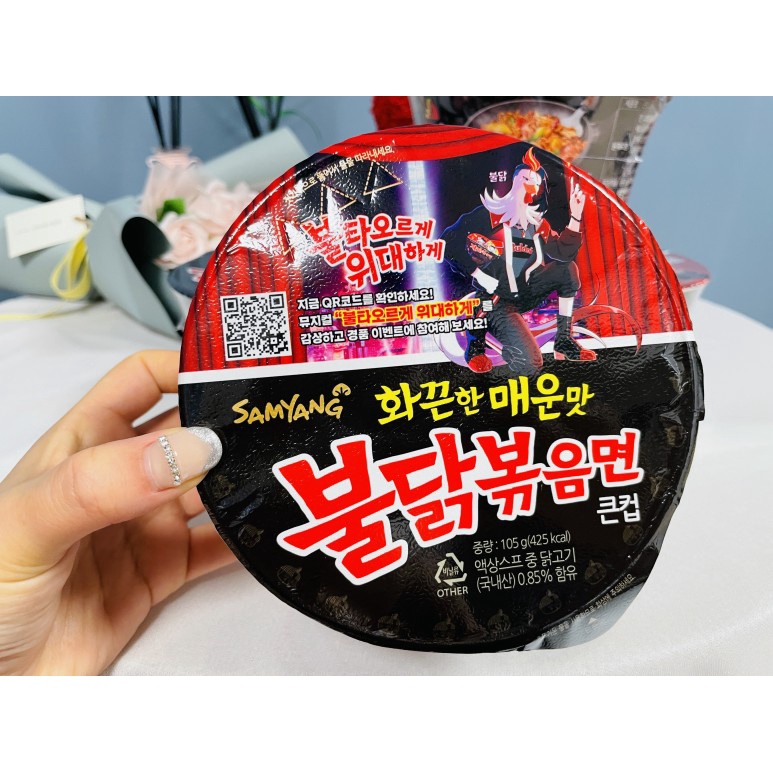 불닭
불타오르게
위대하게
지금 QR코드를 확인하세요!
뮤지컬 "불타오르게 위대하게"를
감상하고 경품 이벤트에 참여해 보세요!
SAMYANG
화끈한 매운맛
불닭볶음면
큰컵
중량 : 105 g(425 kcal)
액상스프 중 닭고기
(국내산) 0.85% 함유
비닐류
OTHER